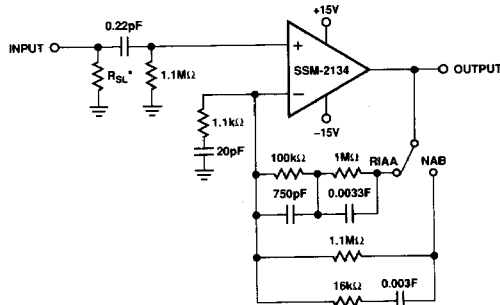 +15V
0.22pF
INPUT
+
SSM-2134
OUTPUT
RSL*
1.1MΩ
−
−15V
1.1kΩ
20pF
100kΩ
1MΩ
RIAA
NAB
750pF
0.0033F
1.1MΩ
16kΩ
0.003F